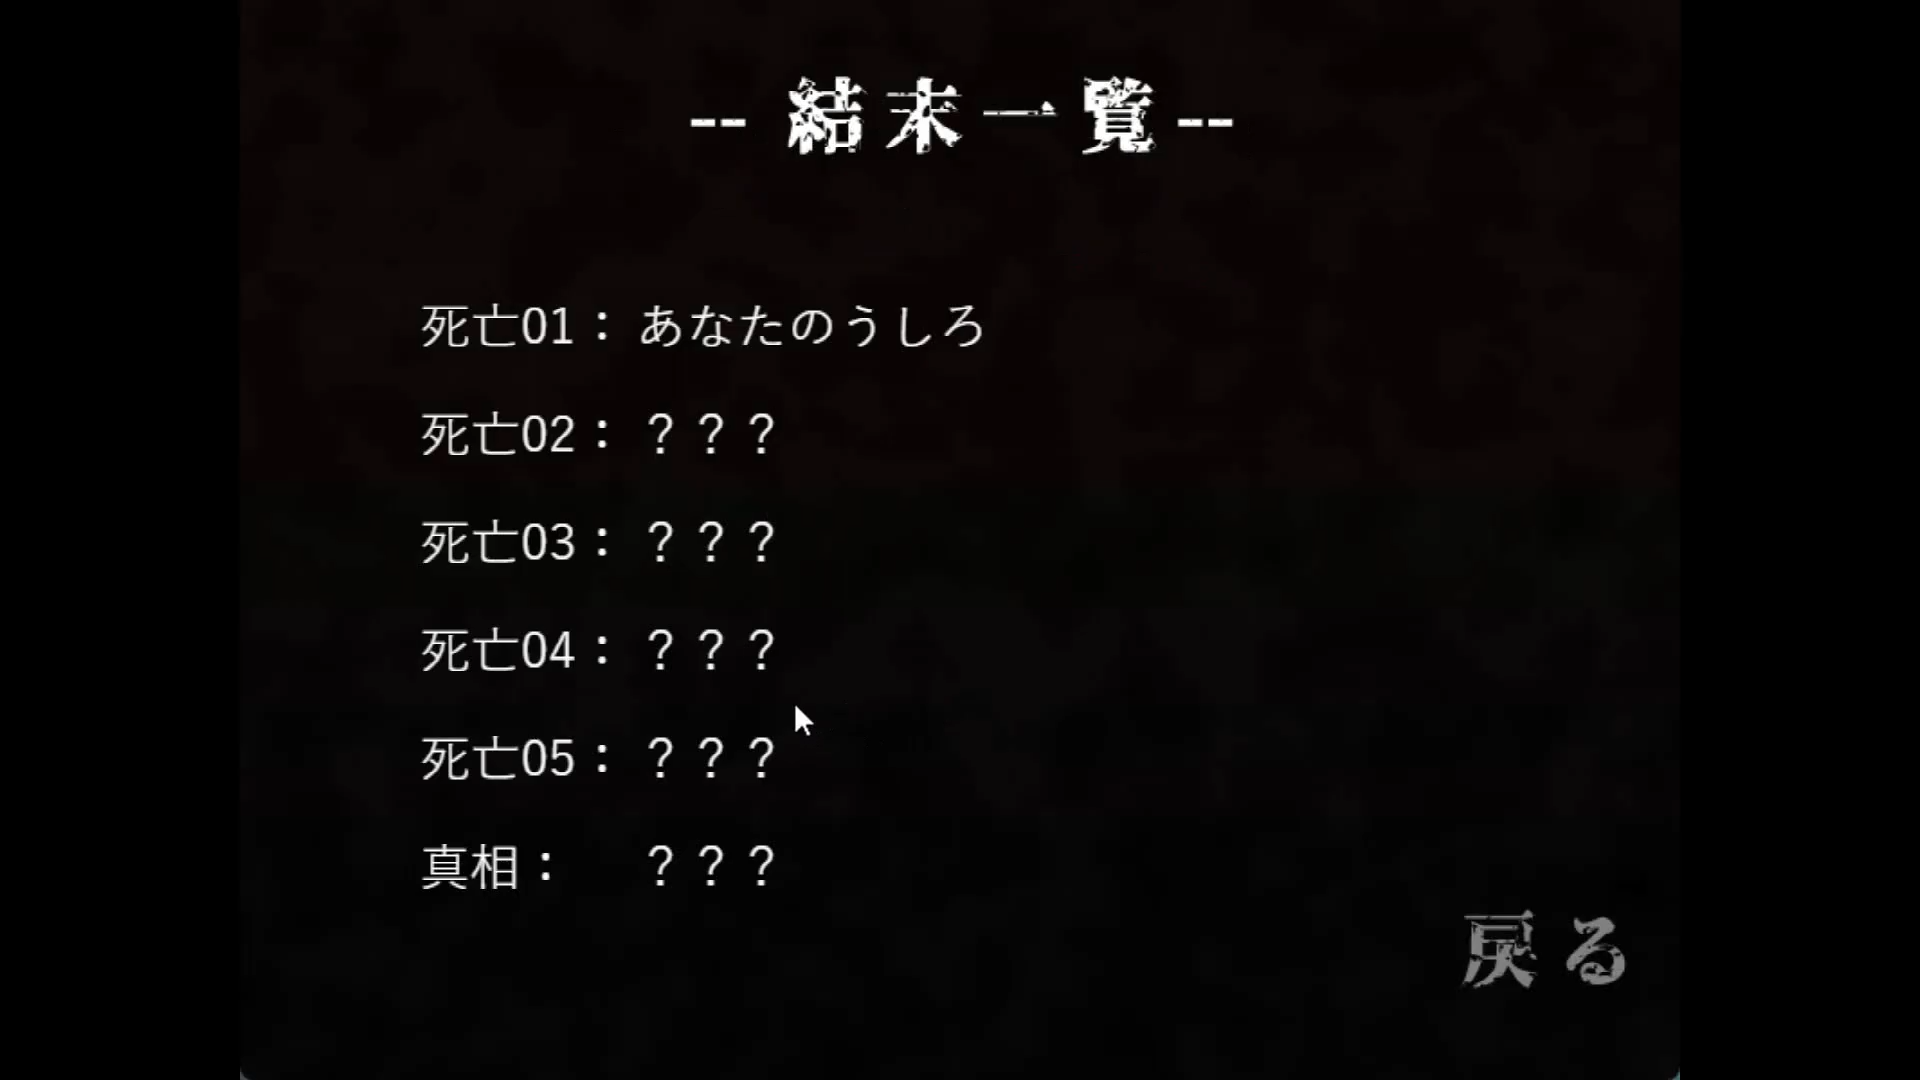 -- 結末一覧 --
死亡01：あなたのうしろ
死亡02：？？？
死亡03：？？？
死亡04：？？？
死亡05：？？？
真相：　？？？
戻る